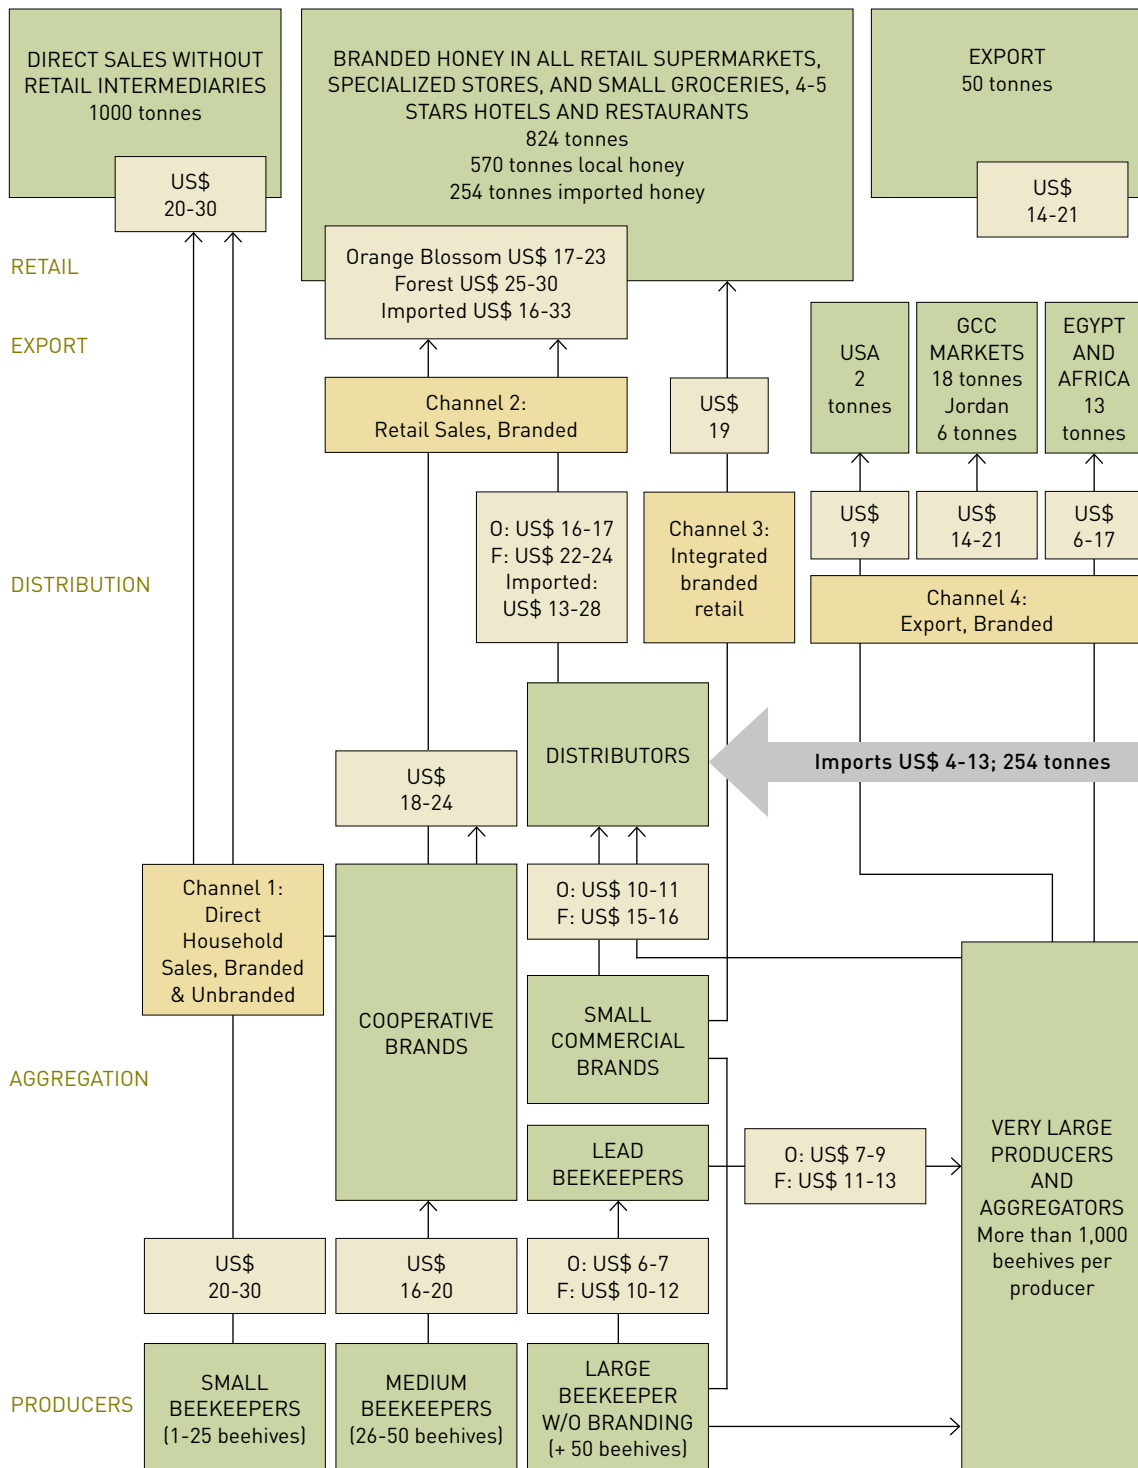 DIRECT SALES WITHOUT
RETAIL INTERMEDIARIES
1000 tonnes
US$
20-30
BRANDED HONEY IN ALL RETAIL SUPERMARKETS,
SPECIALIZED STORES, AND SMALL GROCERIES, 4-5
STARS HOTELS AND RESTAURANTS
824 tonnes
570 tonnes local honey
254 tonnes imported honey
Orange Blossom US$ 17-23
Forest US$ 25-30
Imported US$ 16-33
EXPORT
50 tonnes
US$
14-21
RETAIL
EXPORT
USA
2
tonnes
GCC
MARKETS
18 tonnes
Jordan
6 tonnes
EGYPT
AND
AFRICA
13
tonnes
Channel 2:
Retail Sales, Branded
US$
19
O: US$ 16-17
F: US$ 22-24
Imported:
US$ 13-28
Channel 3:
Integrated
branded
retail
US$
19
US$
14-21
US$
6-17
DISTRIBUTION
Channel 4:
Export, Branded
DISTRIBUTORS
Imports US$ 4-13; 254 tonnes
US$
18-24
Channel 1:
Direct
Household
Sales, Branded
& Unbranded
O: US$ 10-11
F: US$ 15-16
COOPERATIVE
BRANDS
SMALL
COMMERCIAL
BRANDS
AGGREGATION
LEAD
BEEKEEPERS
O: US$ 7-9
F: US$ 11-13
VERY LARGE
PRODUCERS
AND
AGGREGATORS
More than 1,000
beehives per
producer
US$
20-30
US$
16-20
O: US$ 6-7
F: US$ 10-12
PRODUCERS
SMALL
BEEKEEPERS
(1-25 beehives)
MEDIUM
BEEKEEPERS
(26-50 beehives)
LARGE
BEEKEEPER
W/O BRANDING
(+ 50 beehives)